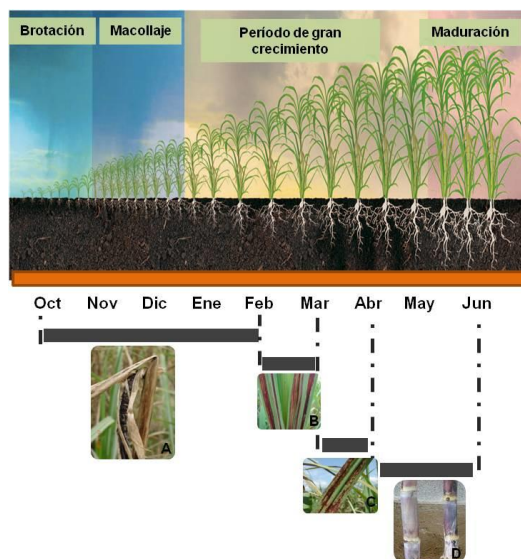 Brotación
Macollaje
Período de gran
crecimiento
Maduración
Oct Nov Dic Ene Feb Mar Abr May Jun
A
B
C
D